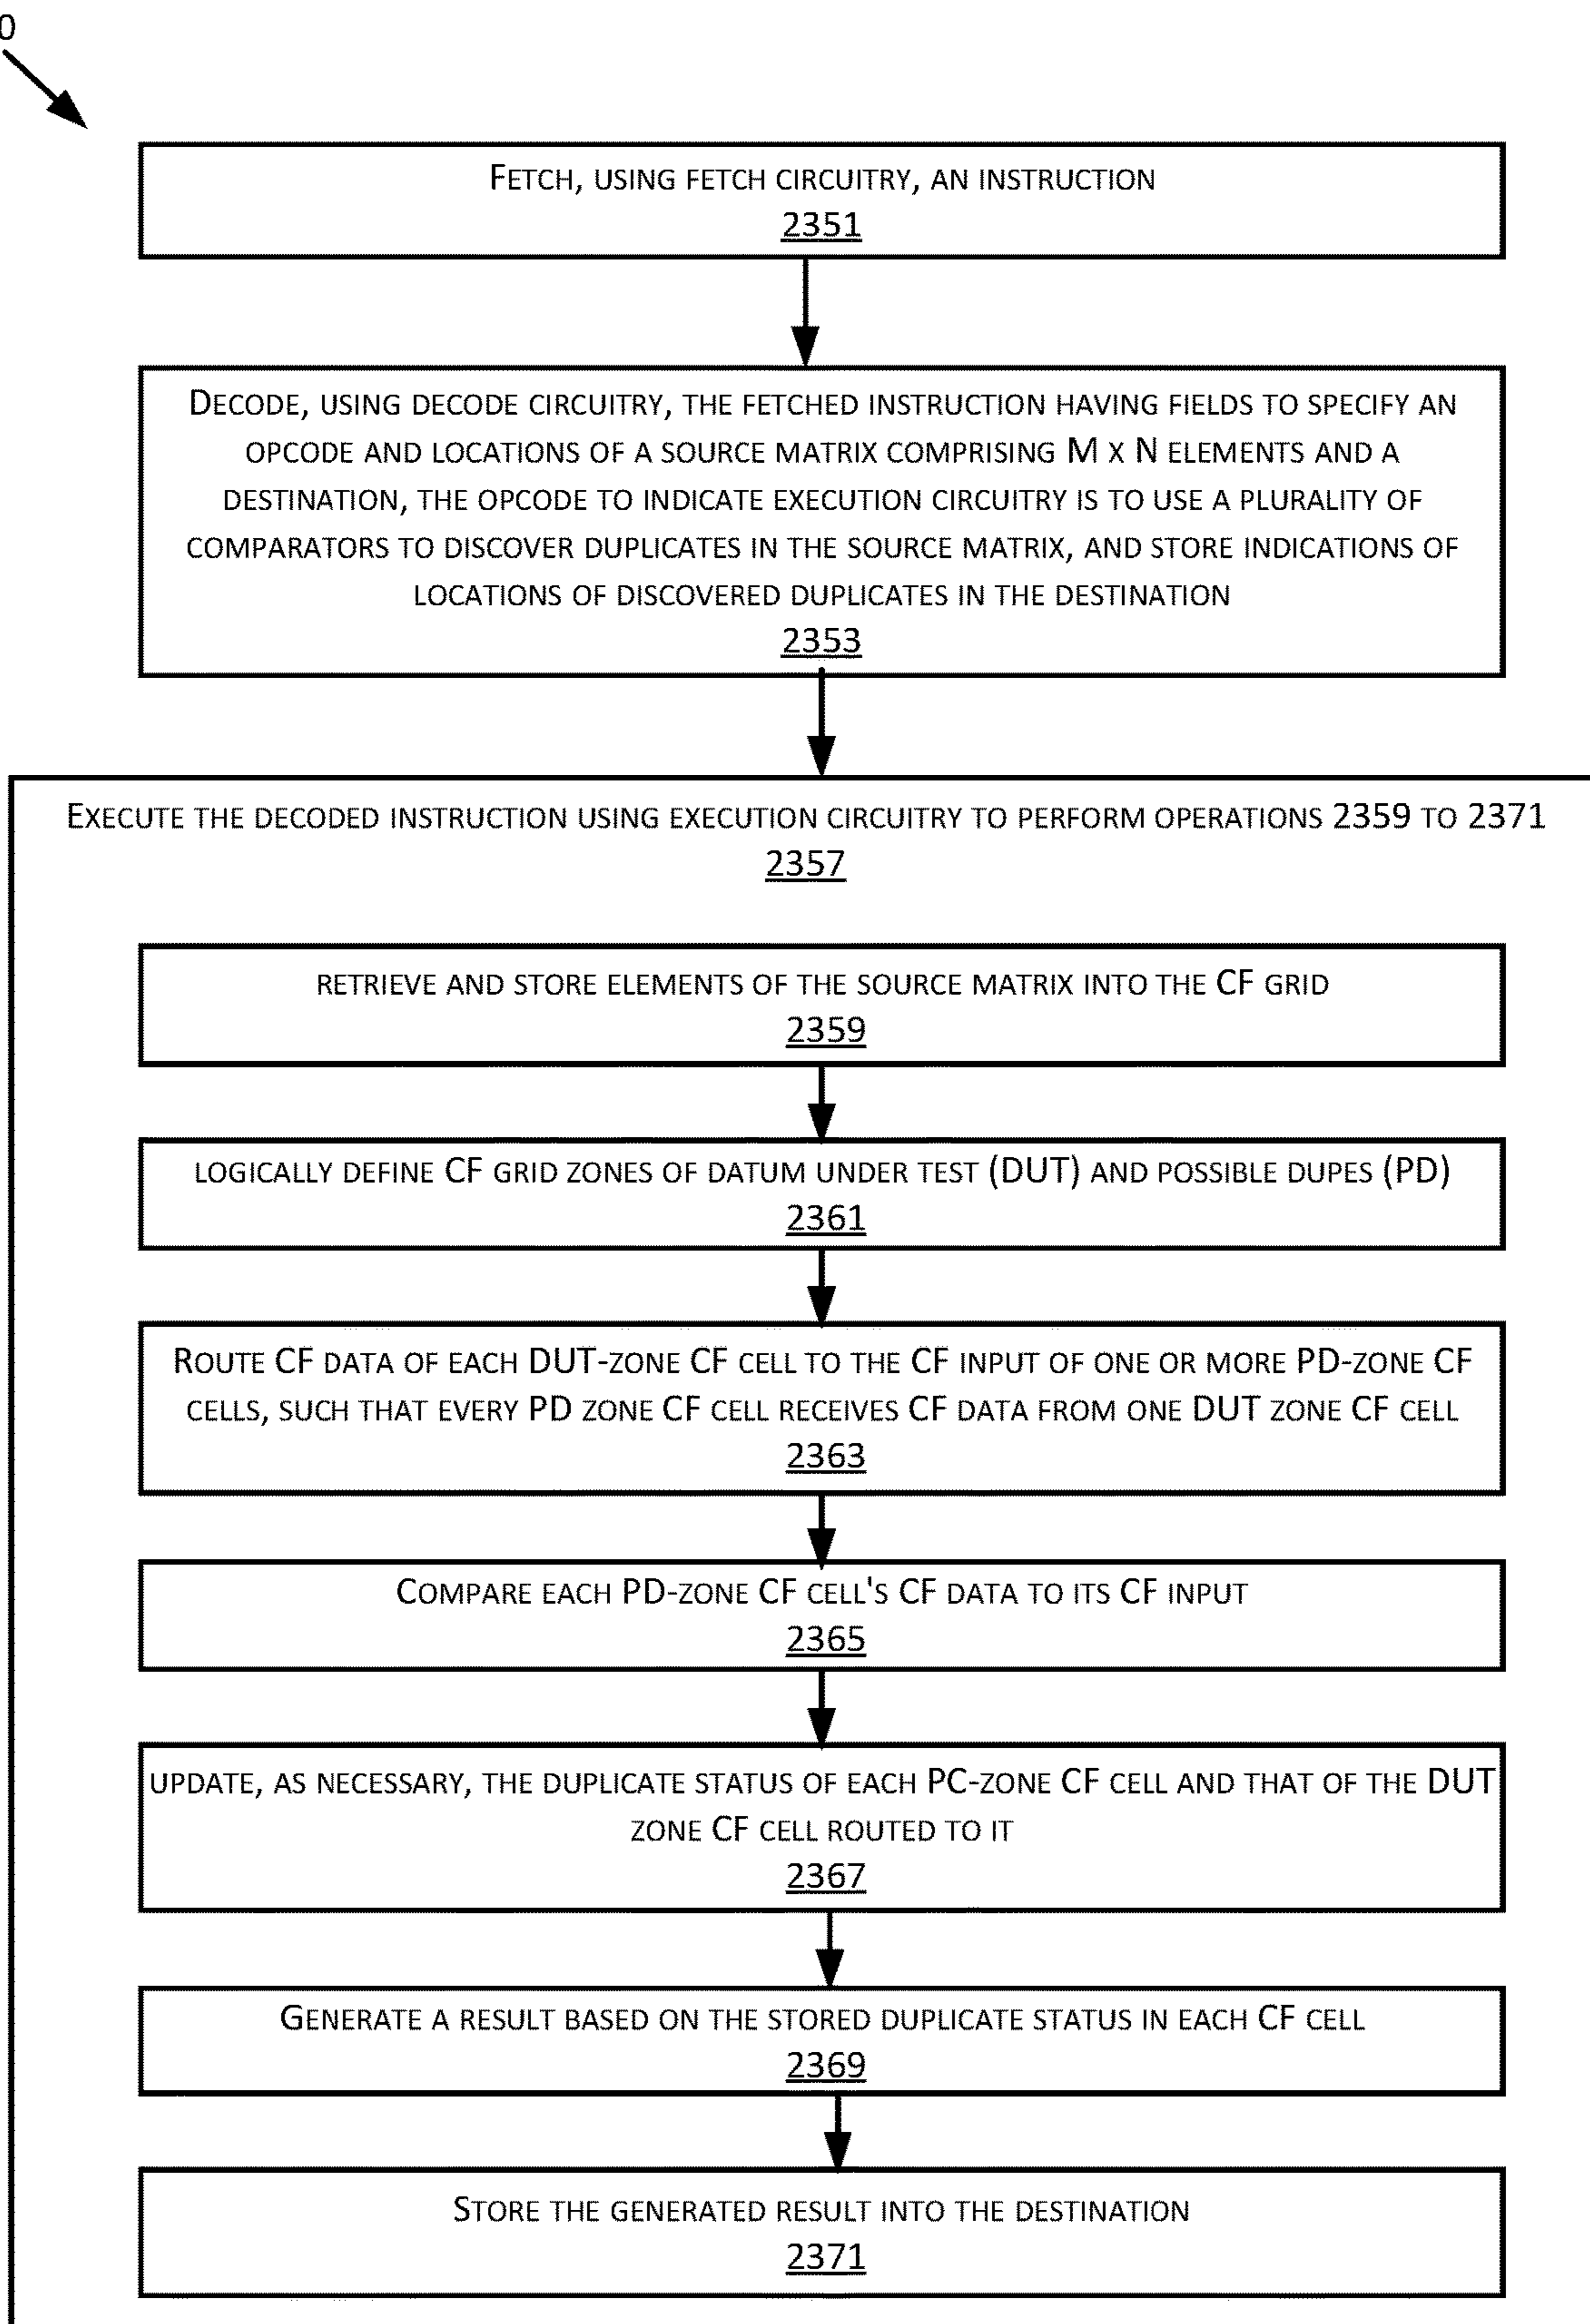 0
FETCH, USING FETCH CIRCUITRY, AN INSTRUCTION
2351
DECODE, USING DECODE CIRCUITRY, THE FETCHED INSTRUCTION HAVING FIELDS TO SPECIFY AN
OPCODE AND LOCATIONS OF A SOURCE MATRIX COMPRISING M X N ELEMENTS AND A
DESTINATION, THE OPCODE TO INDICATE EXECUTION CIRCUITRY IS TO USE A PLURALITY OF
COMPARATORS TO DISCOVER DUPLICATES IN THE SOURCE MATRIX, AND STORE INDICATIONS OF
LOCATIONS OF DISCOVERED DUPLICATES IN THE DESTINATION
2353
EXECUTE THE DECODED INSTRUCTION USING EXECUTION CIRCUITRY TO PERFORM OPERATIONS 2359 TO 2371
2357
RETRIEVE AND STORE ELEMENTS OF THE SOURCE MATRIX INTO THE CF GRID
2359
LOGICALLY DEFINE CF GRID ZONES OF DATUM UNDER TEST (DUT) AND POSSIBLE DUPES (PD)
2361
ROUTE CF DATA OF EACH DUT-ZONE CF CELL TO THE CF INPUT OF ONE OR MORE PD-ZONE CF
CELLS, SUCH THAT EVERY PD ZONE CF CELL RECEIVES CF DATA FROM ONE DUT ZONE CF CELL
2363
COMPARE EACH PD-ZONE CF CELL'S CF DATA TO ITS CF INPUT
2365
UPDATE, AS NECESSARY, THE DUPLICATE STATUS OF EACH PC-ZONE CF CELL AND THAT OF THE DUT
ZONE CF CELL ROUTED TO IT
2367
GENERATE A RESULT BASED ON THE STORED DUPLICATE STATUS IN EACH CF CELL
2369
STORE THE GENERATED RESULT INTO THE DESTINATION
2371